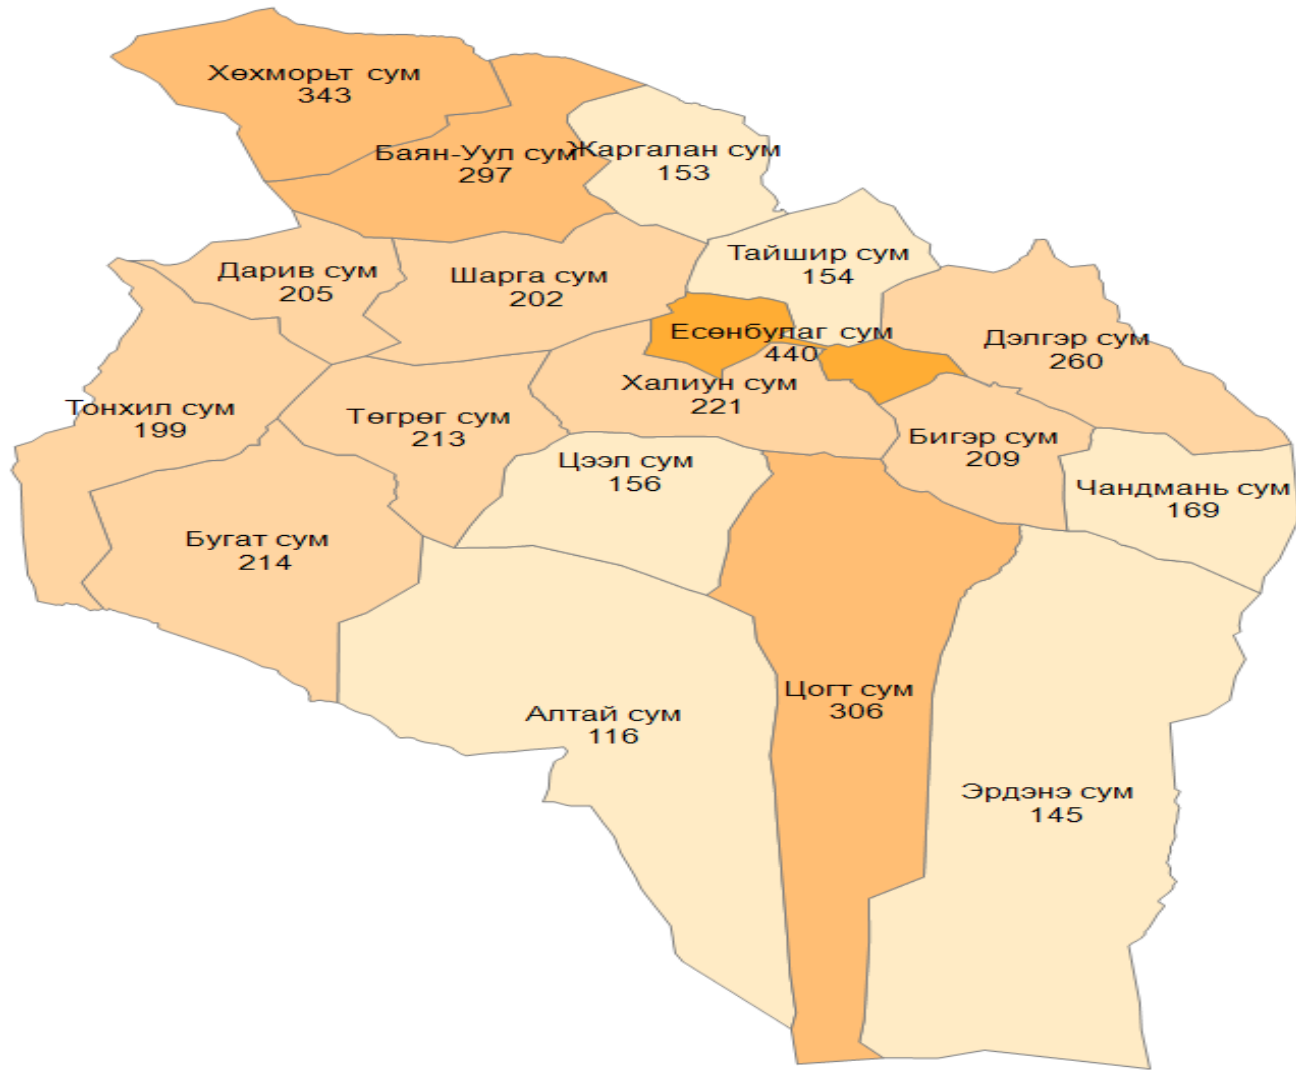 Хөхморьт сум
343
Баян-Уул сум
297
Жаргалан сум
153
Тайшир сум
154
Дарив сум
205
Шарга сум
202
Есөнбулаг сум
440
Дэлгэр сум
260
Халиун сум
221
Тонхил сум
199
Төгрөг сум
213
Бигэр сум
209
Цээл сум
156
Чандмань сум
169
Бугат сум
214
Цогт сум
306
Алтай сум
116
Эрдэнэ сум
145